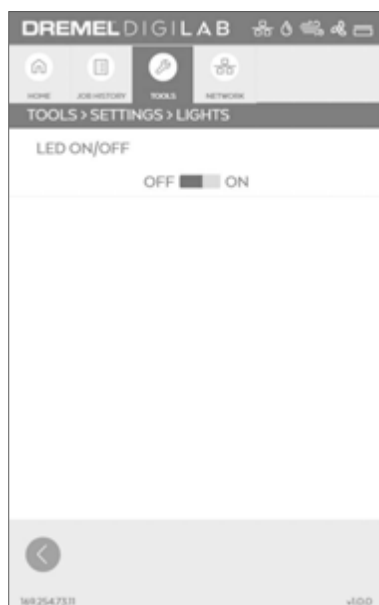 DREMEL DIGILAB
HOME JOB HISTORY TOOLS NETWORK
TOOLS > SETTINGS > LIGHTS
LED ON/OFF
OFF ON
169.254.73.11 v1.0.0